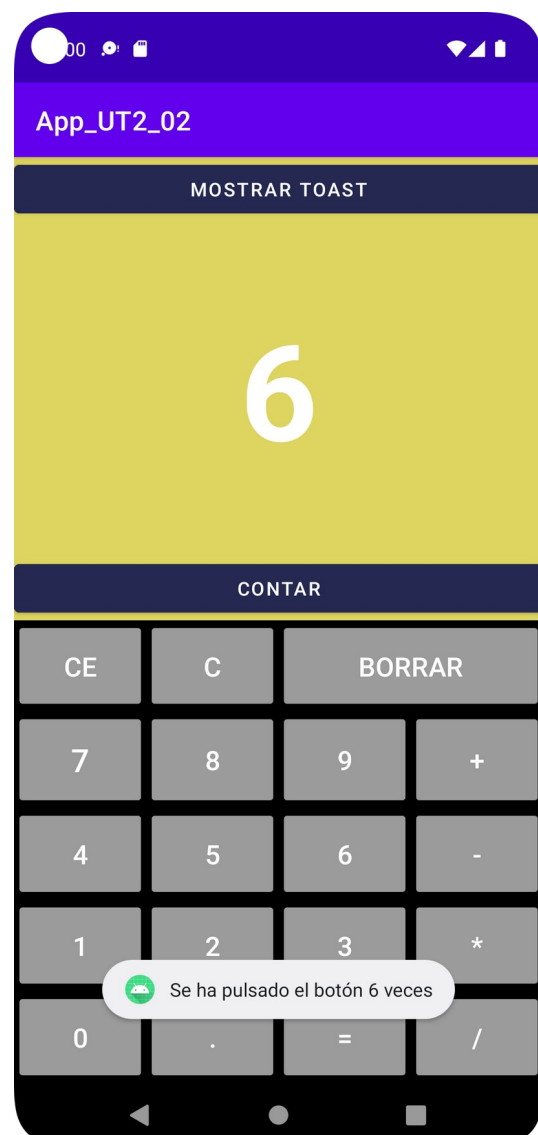 00
App_UT2_02
MOSTRAR TOAST
6
CONTAR
CE C BORRAR
7 8 9 +
4 5 6 -
1 2 3 *
Se ha pulsado el botón 6 veces
0 . = /